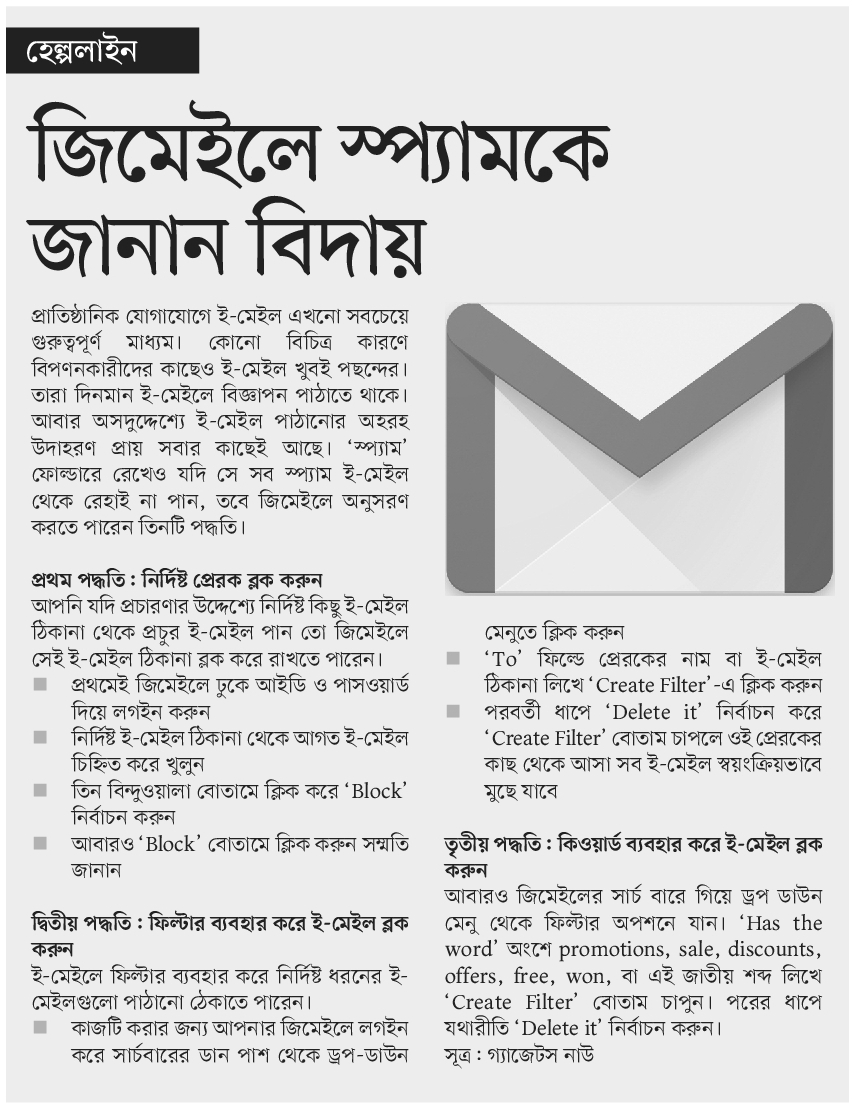 হেল্পলাইন
জিমেইলে স্প্যামকে
জানান বিদায়
প্রাতিষ্ঠানিক যোগাযোগে ই-মেইল এখনো সবচেয়ে
গুরুত্বপূর্ণ মাধ্যম। কোনো বিচিত্র কারণে
বিপণনকারীদের কাছেও ই-মেইল খুবই পছন্দের।
তারা দিনমান ই-মেইলে বিজ্ঞাপন পাঠাতে থাকে।
আবার অসদুদ্দেশ্যে ই-মেইল পাঠানোর অহরহ
উদাহরণ প্রায় সবার কাছেই আছে। ‘স্প্যাম’
ফোল্ডারে রেখেও যদি সে সব স্প্যাম ই-মেইল
থেকে রেহাই না পান, তবে জিমেইলে অনুসরণ
করতে পারেন তিনটি পদ্ধতি।
প্রথম পদ্ধতি : নির্দিষ্ট প্রেরক ব্লক করুন
আপনি যদি প্রচারণার উদ্দেশ্যে নির্দিষ্ট কিছু ই-মেইল
ঠিকানা থেকে প্রচুর ই-মেইল পান তো জিমেইলে
সেই ই-মেইল ঠিকানা ব্লক করে রাখতে পারেন।
প্রথমেই জিমেইলে ঢুকে আইডি ও পাসওয়ার্ড
দিয়ে লগইন করুন
নির্দিষ্ট ই-মেইল ঠিকানা থেকে আগত ই-মেইল
চিহ্নিত করে খুলুন
তিন বিন্দুওয়ালা বোতামে ক্লিক করে ‘Block’
নির্বাচন করুন
আবারও ‘Block’ বোতামে ক্লিক করুন সম্মতি
জানান
দ্বিতীয় পদ্ধতি : ফিল্টার ব্যবহার করে ই-মেইল ব্লক
করুন
ই-মেইলে ফিল্টার ব্যবহার করে নির্দিষ্ট ধরনের ই-
মেইলগুলো পাঠানো ঠেকাতে পারেন।
কাজটি করার জন্য আপনার জিমেইলে লগইন
করে সার্চবারের ডান পাশ থেকে ড্রপ-ডাউন
মেনুতে ক্লিক করুন
‘To’ ফিল্ডে প্রেরকের নাম বা ই-মেইল
ঠিকানা লিখে ‘Create Filter’-এ ক্লিক করুন
পরবর্তী ধাপে ‘Delete it’ নির্বাচন করে
‘Create Filter’ বোতাম চাপলে ওই প্রেরকের
কাছ থেকে আসা সব ই-মেইল স্বয়ংক্রিয়ভাবে
মুছে যাবে
তৃতীয় পদ্ধতি : কিওয়ার্ড ব্যবহার করে ই-মেইল ব্লক
করুন
আবারও জিমেইলের সার্চ বারে গিয়ে ড্রপ ডাউন
মেনু থেকে ফিল্টার অপশনে যান। ‘Has the
word’ অংশে promotions, sale, discounts,
offers, free, won, বা এই জাতীয় শব্দ লিখে
‘Create Filter’ বোতাম চাপুন। পরের ধাপে
যথারীতি ‘Delete it’ নির্বাচন করুন।
সূত্র : গ্যাজেটস নাউ